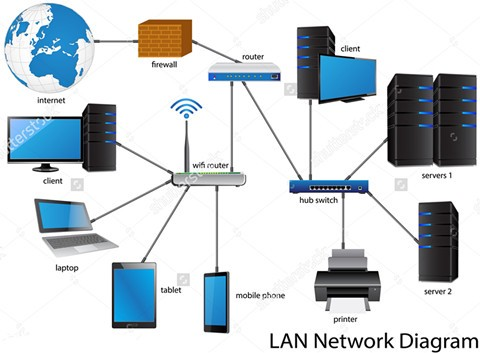 router
client
firewall
internet
wifi router
servers 1
client
hub switch
laptop
tablet
mobile phone
server 2
printer
LAN Network Diagram